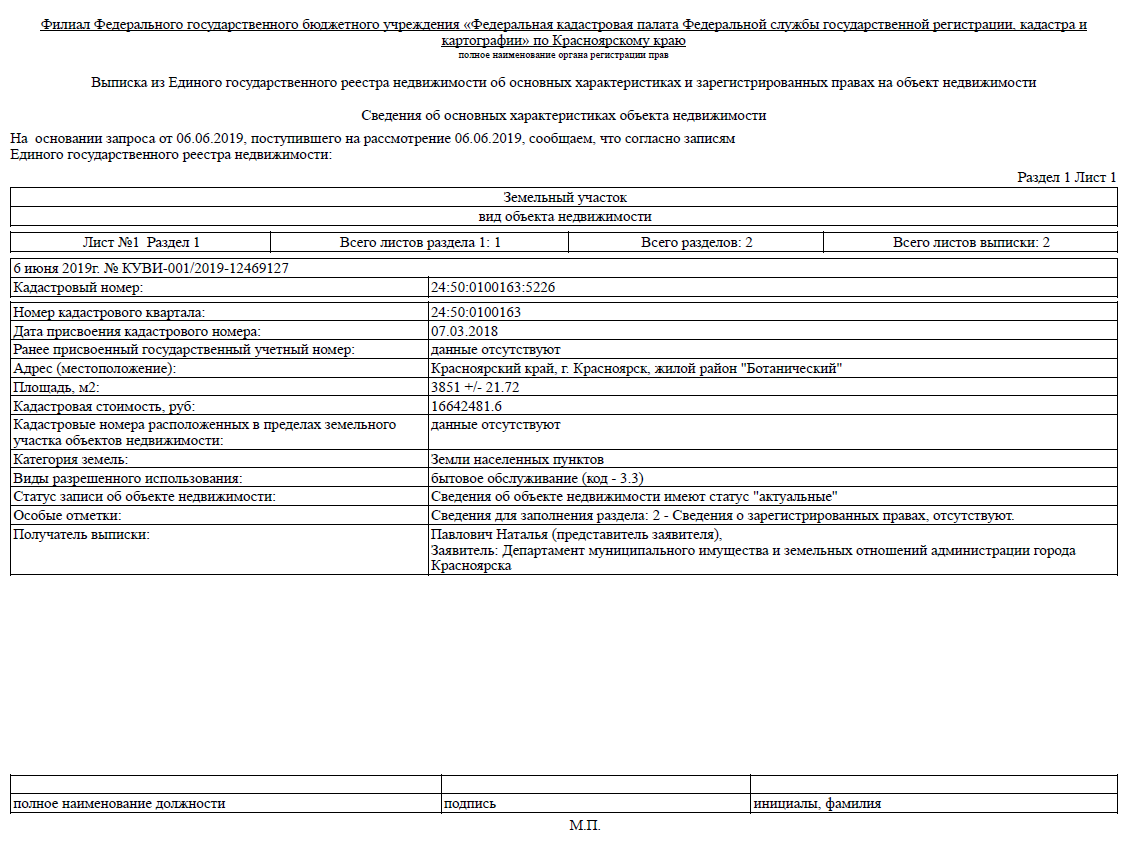 Филиал Федерального государственного бюджетного учреждения «Федеральная кадастровая палата Федеральной службы государственной регистрации, кадастра и
картографии» по Красноярскому краю
полное наименование органа регистрации прав
Выписка из Единого государственного реестра недвижимости об основных характеристиках и зарегистрированных правах на объект недвижимости
Сведения об основных характеристиках объекта недвижимости
На основании запроса от 06.06.2019, поступившего на рассмотрение 06.06.2019, сообщаем, что согласно записям
Единого государственного реестра недвижимости:
Раздел 1 Лист 1
Земельный участок
вид объекта недвижимости
Лист №1 Раздел 1 Всего листов раздела 1: 1 Всего разделов: 2 Всего листов выписки: 2
6 июня 2019г. № КУВИ-001/2019-12469127
Кадастровый номер: 24:50:0100163:5226
Номер кадастрового квартала: 24:50:0100163
Дата присвоения кадастрового номера: 07.03.2018
Ранее присвоенный государственный учетный номер: данные отсутствуют
Адрес (местоположение): Красноярский край, г. Красноярск, жилой район "Ботанический"
Площадь, м2: 3851 +/- 21.72
Кадастровая стоимость, руб: 16642481.6
Кадастровые номера расположенных в пределах земельного данные отсутствуют
участка объектов недвижимости:
Категория земель: Земли населенных пунктов
Виды разрешенного использования: бытовое обслуживание (код - 3.3)
Статус записи об объекте недвижимости: Сведения об объекте недвижимости имеют статус "актуальные"
Особые отметки: Сведения для заполнения раздела: 2 - Сведения о зарегистрированных правах, отсутствуют.
Получатель выписки: Павлович Наталья (представитель заявителя),
Заявитель: Департамент муниципального имущества и земельных отношений администрации города
Красноярска
полное наименование должности подпись инициалы, фамилия
М.П.